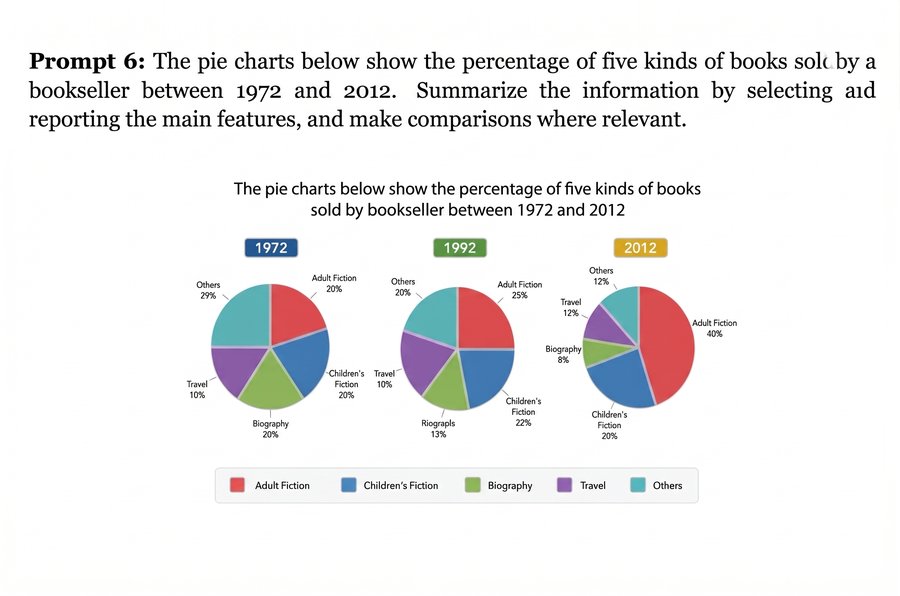 Prompt 6: The pie charts below show the percentage of five kinds of books sold by a
bookseller between 1972 and 2012. Summarize the information by selecting and
reporting the main features, and make comparisons where relevant.
The pie charts below show the percentage of five kinds of books
sold by bookseller between 1972 and 2012
1972
Others
29%
Adult Fiction
20%
Children's
Fiction
20%
Travel
10%
Biography
20%
1992
Others
20%
Adult Fiction
25%
Travel
10%
Children's
Fiction
22%
Riograpls
13%
2012
Others
12%
Travel
12%
Adult Fiction
40%
Biography
8%
Children's
Fiction
20%
Adult Fiction
Children's Fiction
Biography
Travel
Others